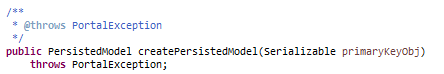 /**
 * @throws PortalException
 */
public PersistedModel createPersistedModel(Serializable primaryKeyObj)
    throws PortalException;